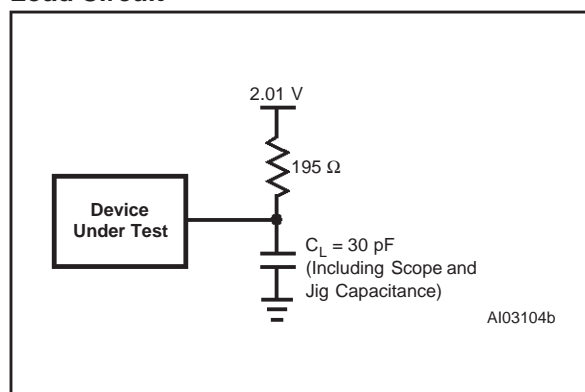 Load Circuit
2.01 V
195 Ω
Device
Under Test
C_L = 30 pF
(Including Scope and
Jig Capacitance)
AI03104b